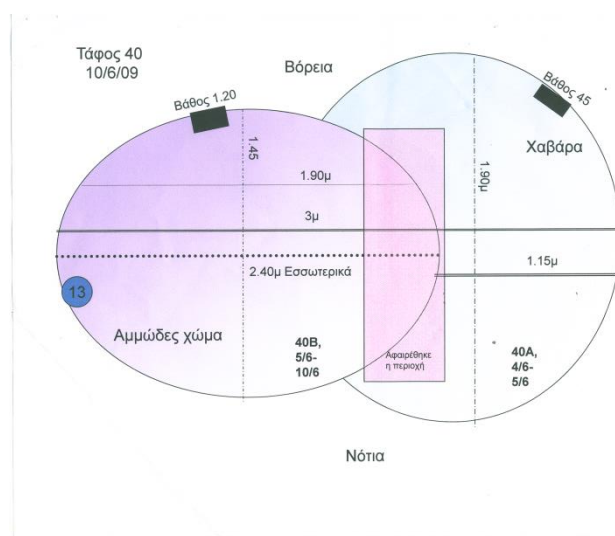 Τάφος 40
10/6/09
Βόρεια
Βάθος 1.20
Βάθος 45
Χαβάρα
1.45
1.90μ
1.90μ
3μ
2.40μ Εσσωτερικά
1.15μ
13
Αμμώδες χώμα
40Β,
5/6-
10/6
Αφαιρέθηκε
η περιοχή
40Α,
4/6-
5/6
Νότια